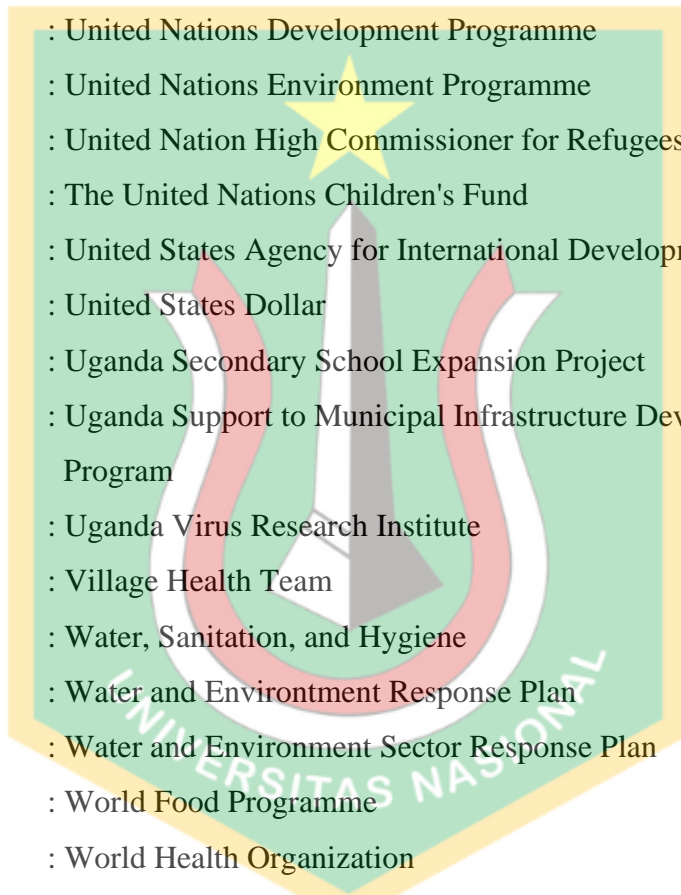 : United Nations Development Programme
: United Nations Environment Programme
: United Nation High Commissioner for Refugees
: The United Nations Children's Fund
: United States Agency for International
: United States Dollar
: Uganda Secondary School Expansion Project
: Uganda Support to Municipal Infrastructure
Program
: Uganda Virus Research Institute
: Village Health Team
: Water, Sanitation, and Hygiene
: Water and Environtment Response Plan
: Water and Environment Sector Response Plan
: World Food Programme
: World Health Organization
UNIVERSITAS NASIONAL